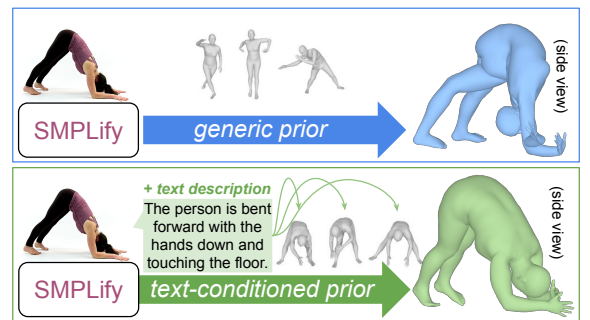 SMPLify
generic prior
(side view)
+ text description
The person is bent
forward with the
hands down and
touching the floor.
SMPLify
text-conditioned prior
(side view)